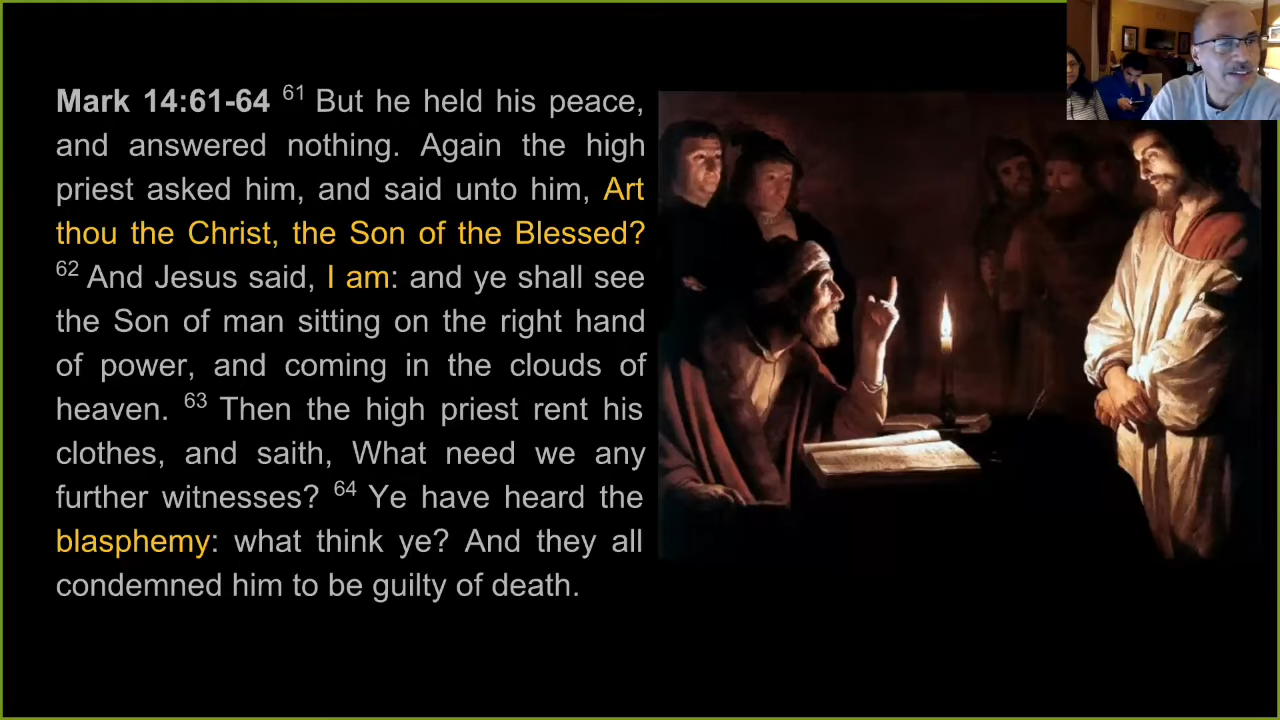 Mark 14:61-64 61 But he held his peace,
and answered nothing. Again the high
priest asked him, and said unto him, Art
thou the Christ, the Son of the Blessed?
62 And Jesus said, I am: and ye shall see
the Son of man sitting on the right hand
of power, and coming in the clouds of
heaven. 63 Then the high priest rent his
clothes, and saith, What need we any
further witnesses? 64 Ye have heard the
blasphemy: what think ye? And they all
condemned him to be guilty of death.